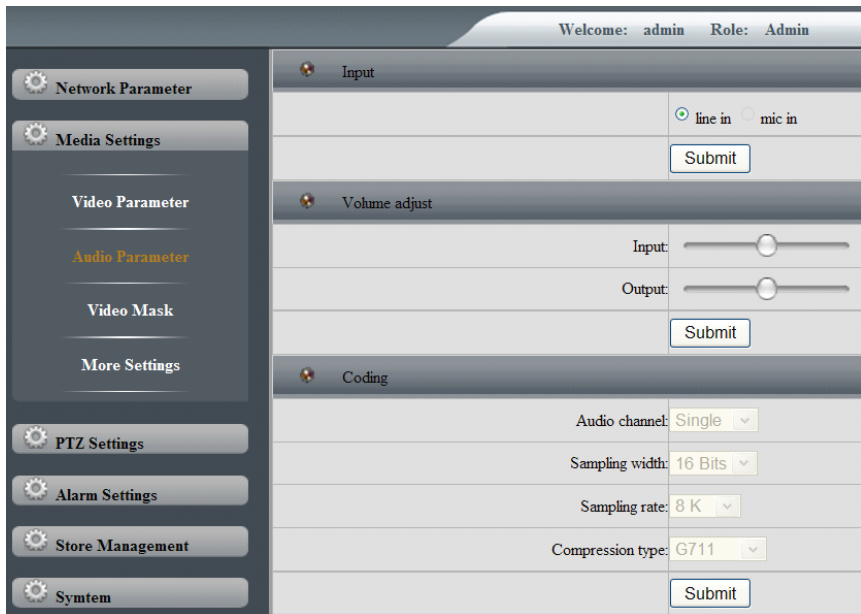 Welcome: admin Role: Admin
Network Parameter
Media Settings
Video Parameter
Audio Parameter
Video Mask
More Settings
PTZ Settings
Alarm Settings
Store Management
Symtem
Input
line in mic in
Submit
Volume adjust
Input:
Output:
Submit
Coding
Audio channel: Single
Sampling width: 16 Bits
Sampling rate: 8 K
Compression type: G711
Submit